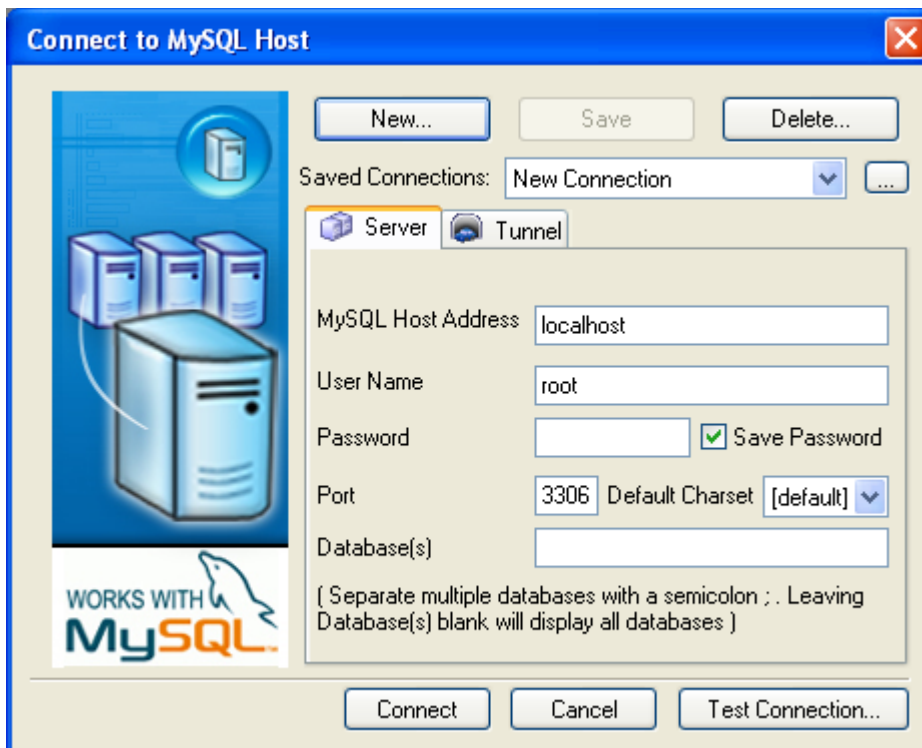 Connect to MySQL Host
New... Save Delete...
Saved Connections: New Connection ...
Server Tunnel
MySQL Host Address localhost
User Name root
Password Save Password
Port 3306 Default Charset [default]
Database(s)
( Separate multiple databases with a semicolon ; . Leaving
Database(s) blank will display all databases )
WORKS WITH
MySQL™
Connect Cancel Test Connection...